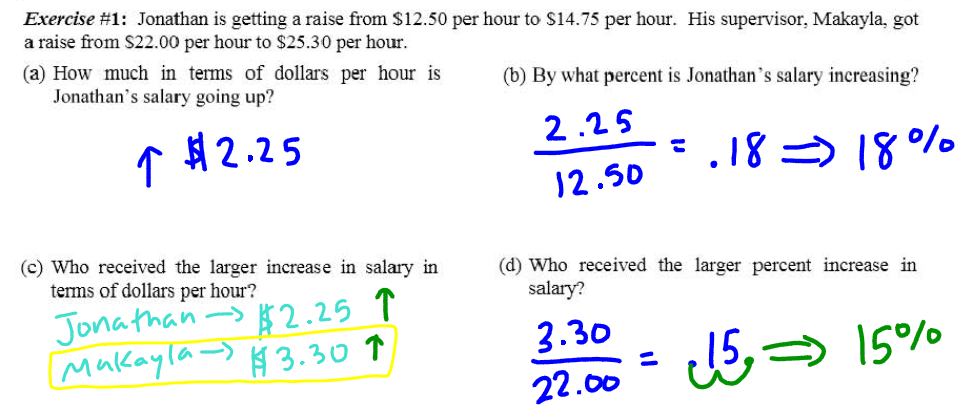 Exercise #1: Jonathan is getting a raise from $12.50 per hour to $14.75 per hour. His supervisor, Makayla, got
a raise from $22.00 per hour to $25.30 per hour.
(a) How much in terms of dollars per hour is
Jonathan's salary going up?
↑ $2.25
(b) By what percent is Jonathan's salary increasing?
2.25
12.50
= .18 ⇒ 18%
(c) Who received the larger increase in salary in
terms of dollars per hour?
Jonathan → $2.25 ↑
Makayla → $3.30 ↑
(d) Who received the larger percent increase in
salary?
3.30
22.00
= .15. ⇒ 15%